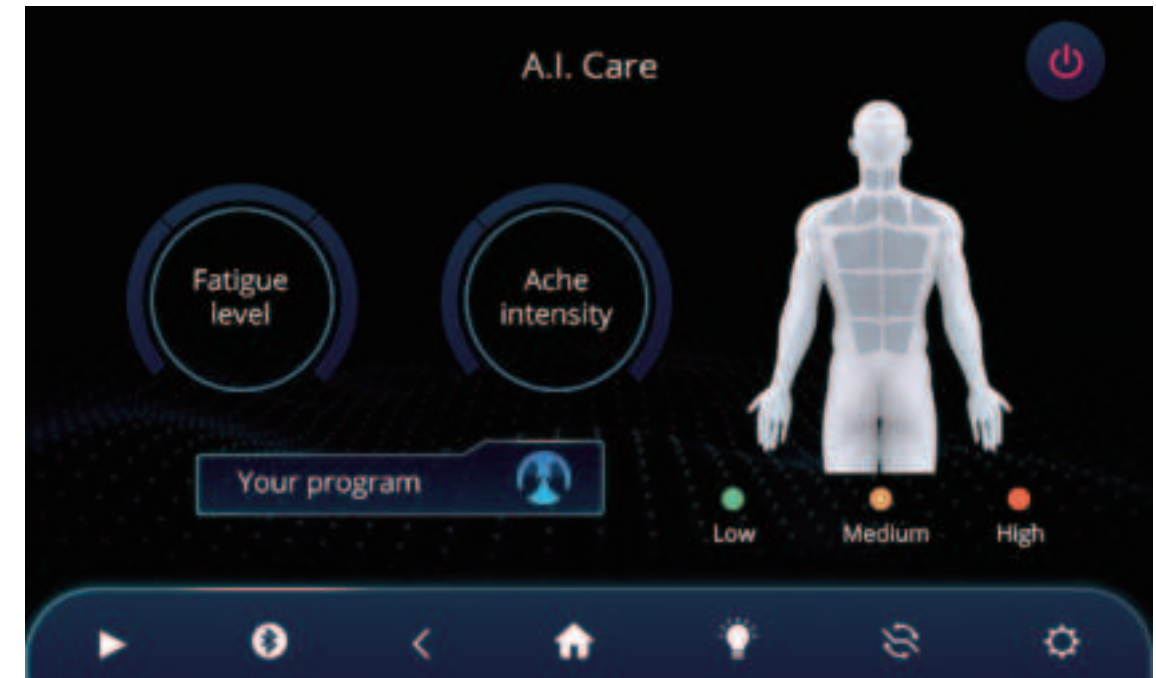 A.I. Care
Fatigue
level
Ache
intensity
Your program
Low
Medium
High